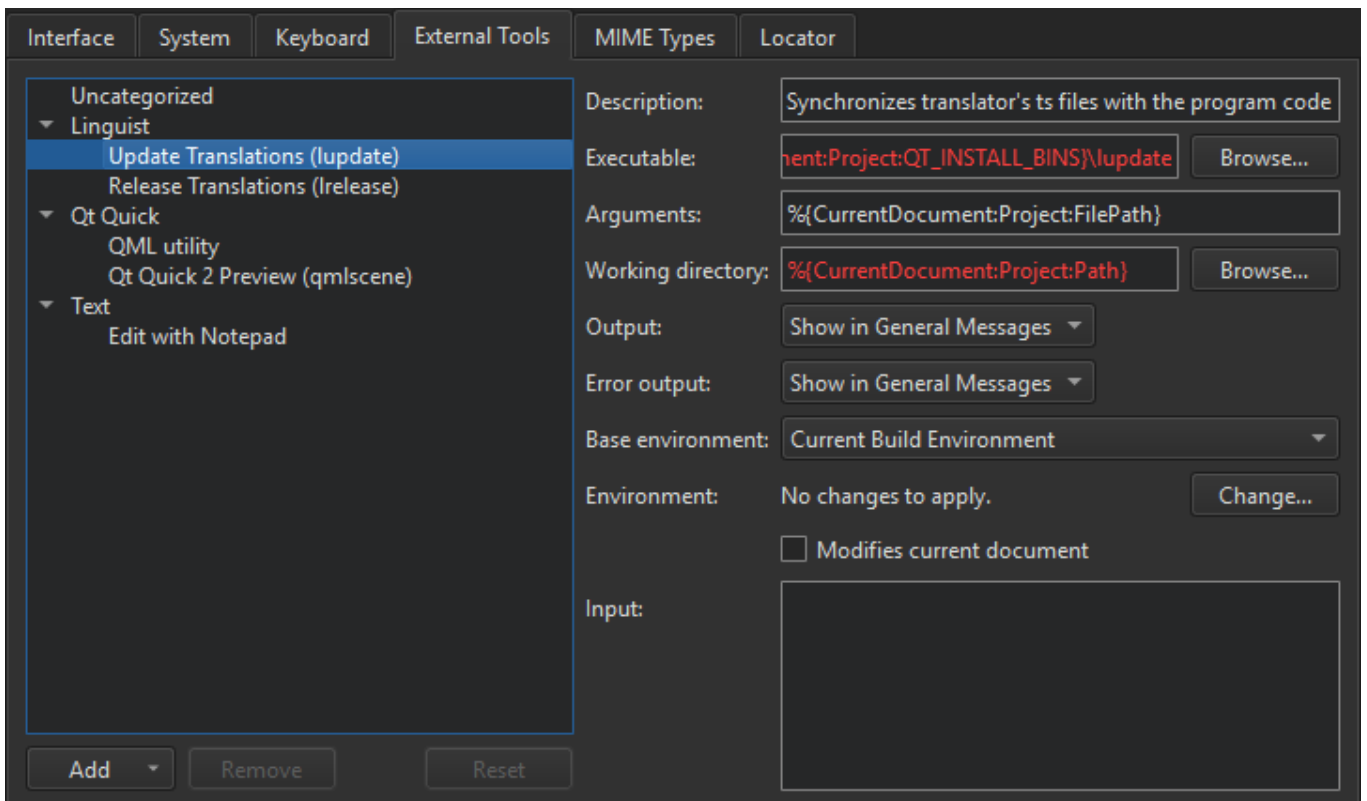 Interface System Keyboard External Tools MIME Types Locator
Uncategorized
Linguist
Update Translations (lupdate)
Release Translations (lrelease)
Qt Quick
QML utility
Qt Quick 2 Preview (qmlscene)
Text
Edit with Notepad
Add Remove Reset
Description: Synchronizes translator's ts files with the program code
Executable: nent:Project:QT_INSTALL_BINS}\lupdate Browse...
Arguments: %{CurrentDocument:Project:FilePath}
Working directory: %{CurrentDocument:Project:Path} Browse...
Output: Show in General Messages
Error output: Show in General Messages
Base environment: Current Build Environment
Environment: No changes to apply. Change...
Modifies current document
Input: